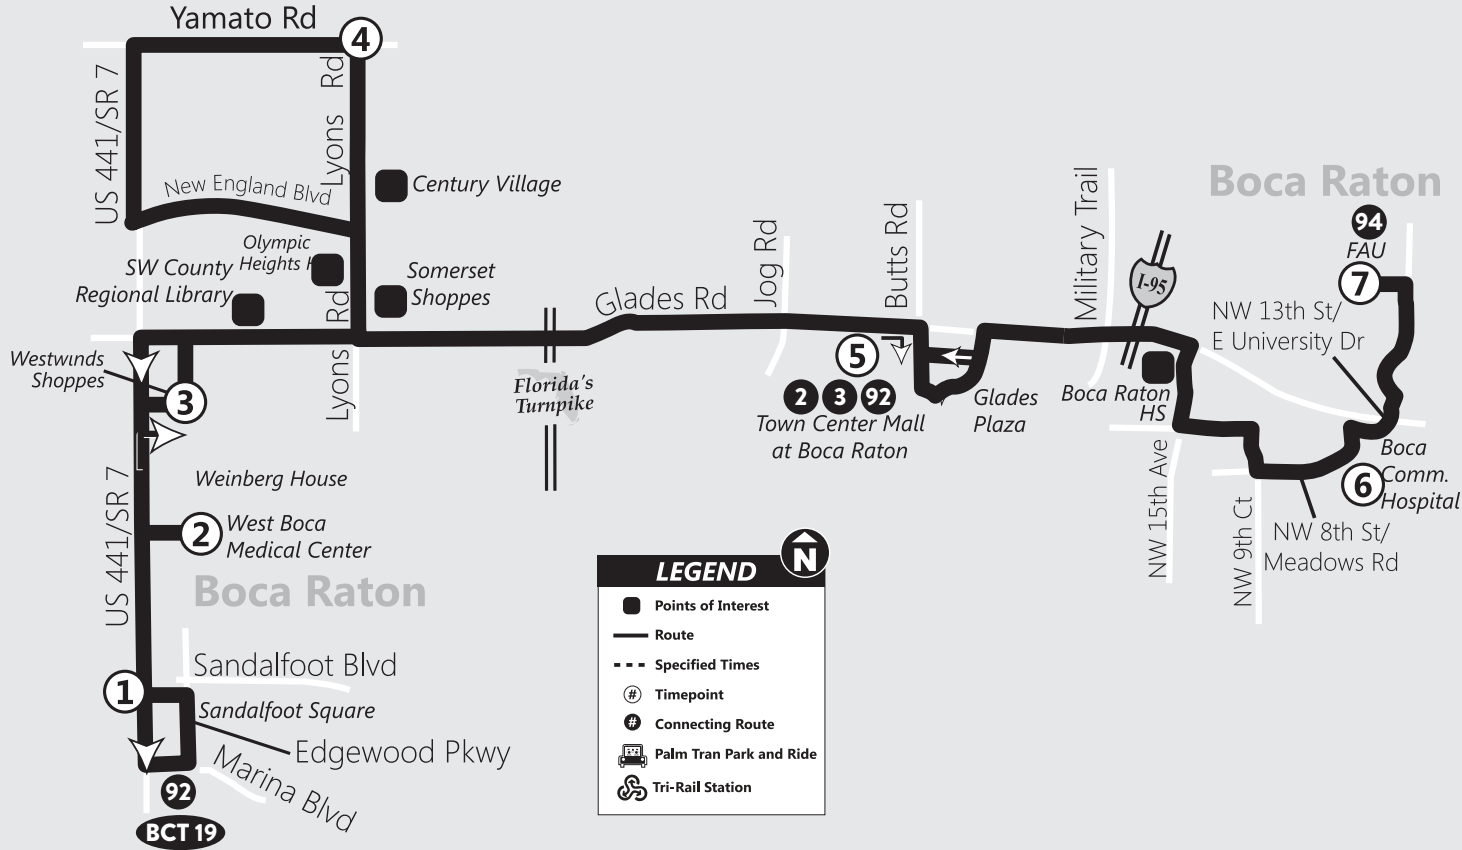 Yamato Rd
4
US 441/SR 7
Lyons Rd
New England Blvd
Century Village
Olympic
Heights
SW County
Regional Library
Somerset
Shoppes
Lyons Rd
Westwinds
Shoppes
3
Glades Rd
Florida's
Turnpike
Jog Rd
Butts Rd
5
2
3
92
Town Center Mall
at Boca Raton
Glades
Plaza
Military Trail
I-95
Boca Raton
HS
Boca Raton
94
FAU
7
NW 13th St/
E University Dr
Boca
Comm.
Hospital
6
NW 15th Ave
NW 9th Ct
NW 8th St/
Meadows Rd
Weinberg House
US 441/SR 7
2
West Boca
Medical Center
Boca Raton
Sandalfoot Blvd
1
Sandalfoot Square
Edgewood Pkwy
Marina Blvd
92
BCT 19
N
LEGEND
Points of Interest
Route
Specified Times
# Timepoint
# Connecting Route
Palm Tran Park and Ride
Tri-Rail Station